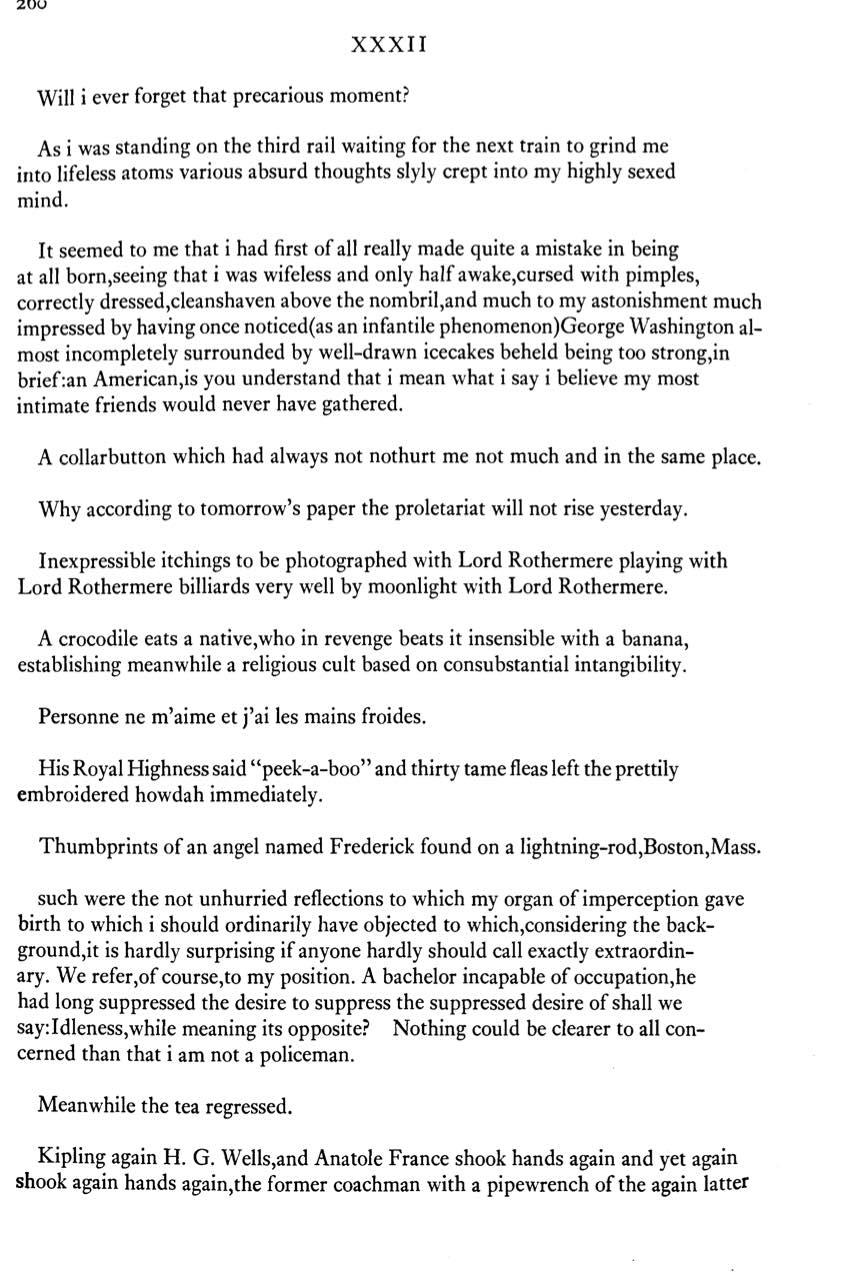 200
XXXII
Will i ever forget that precarious moment?
As i was standing on the third rail waiting for the next train to grind me
into lifeless atoms various absurd thoughts slyly crept into my highly sexed
mind.
It seemed to me that i had first of all really made quite a mistake in being
at all born,seeing that i was wifeless and only half awake,cursed with pimples,
correctly dressed,cleanshaven above the nombril,and much to my astonishment much
impressed by having once noticed(as an infantile phenomenon)George Washington al-
most incompletely surrounded by well-drawn icecakes beheld being too strong,in
brief:an American,is you understand that i mean what i say i believe my most
intimate friends would never have gathered.
A collarbutton which had always not nothurt me not much and in the same place.
Why according to tomorrow's paper the proletariat will not rise yesterday.
Inexpressible itchings to be photographed with Lord Rothermere playing with
Lord Rothermere billiards very well by moonlight with Lord Rothermere.
A crocodile eats a native,who in revenge beats it insensible with a banana,
establishing meanwhile a religious cult based on consubstantial intangibility.
Personne ne m'aime et j'ai les mains froides.
His Royal Highness said "peek-a-boo" and thirty tame fleas left the prettily
embroidered howdah immediately.
Thumbprints of an angel named Frederick found on a lightning-rod,Boston,Mass.
such were the not unhurried reflections to which my organ of imperception gave
birth to which i should ordinarily have objected to which,considering the back-
ground,it is hardly surprising if anyone hardly should call exactly extraordin-
ary. We refer,of course,to my position. A bachelor incapable of occupation,he
had long suppressed the desire to suppress the suppressed desire of shall we
say:Idleness,while meaning its opposite? Nothing could be clearer to all con-
cerned than that i am not a policeman.
Meanwhile the tea regressed.
Kipling again H. G. Wells,and Anatole France shook hands again and yet again
shook again hands again,the former coachman with a pipewrench of the again latter